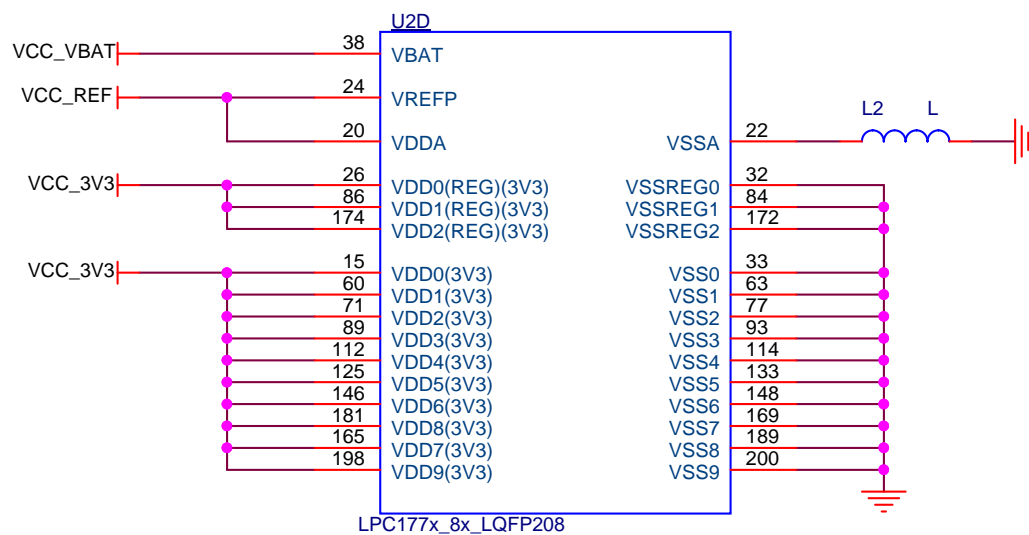 U2D
VCC_VBAT 38 VBAT
VCC_REF 24 VREFP
20 VDDA VSSA 22 L2 L
VCC_3V3 26 VDD0(REG)(3V3) VSSREG0 32
86 VDD1(REG)(3V3) VSSREG1 84
174 VDD2(REG)(3V3) VSSREG2 172
VCC_3V3 15 VDD0(3V3) VSS0 33
60 VDD1(3V3) VSS1 63
71 VDD2(3V3) VSS2 77
89 VDD3(3V3) VSS3 93
112 VDD4(3V3) VSS4 114
125 VDD5(3V3) VSS5 133
146 VDD6(3V3) VSS6 148
181 VDD8(3V3) VSS7 169
165 VDD7(3V3) VSS8 189
198 VDD9(3V3) VSS9 200
LPC177x_8x_LQFP208